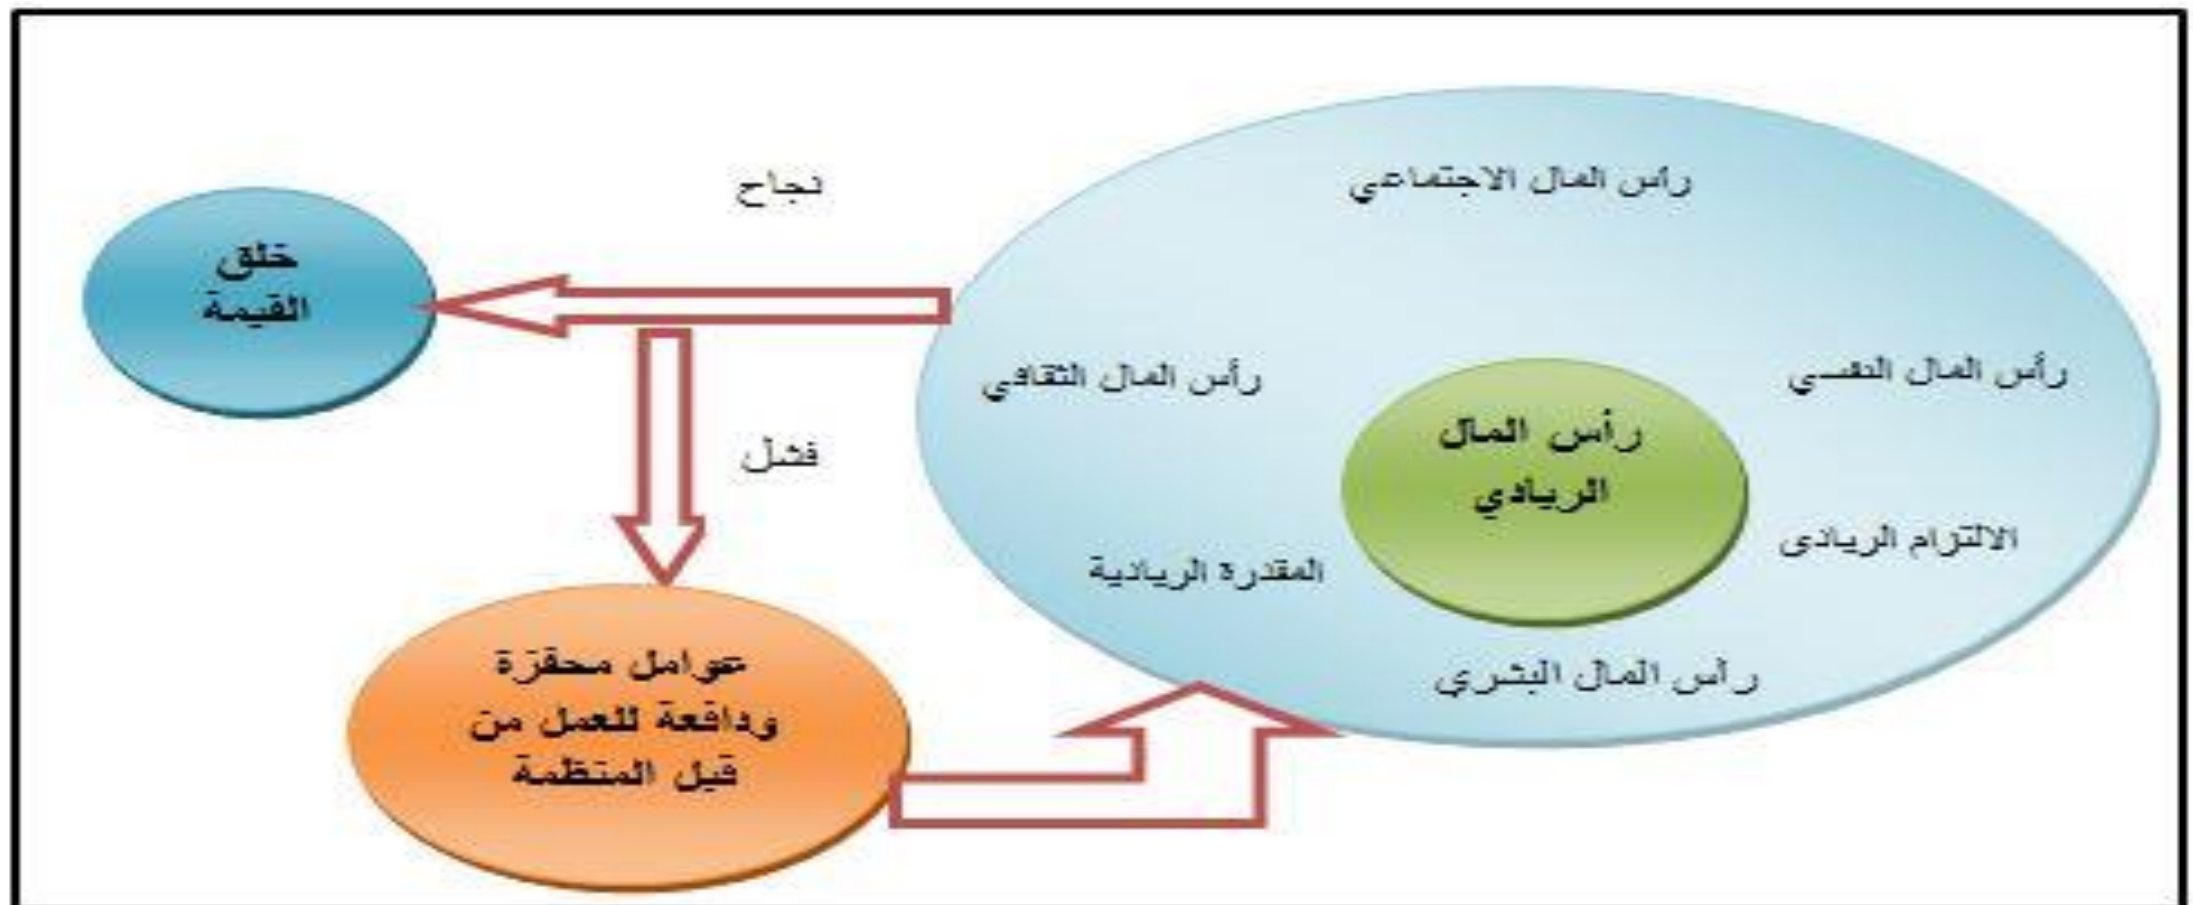 رأس المال الاجتماعي
نجاح
خلق
القيمة
رأس المال النفسي
رأس المال الثقافي
رأس المال
الريادي
فشل
الالتزام الريادى
المقدرة الريادية
عوامل محفزة
ودافعة للعمل من
قبل المنظمة
رأس المال البشري